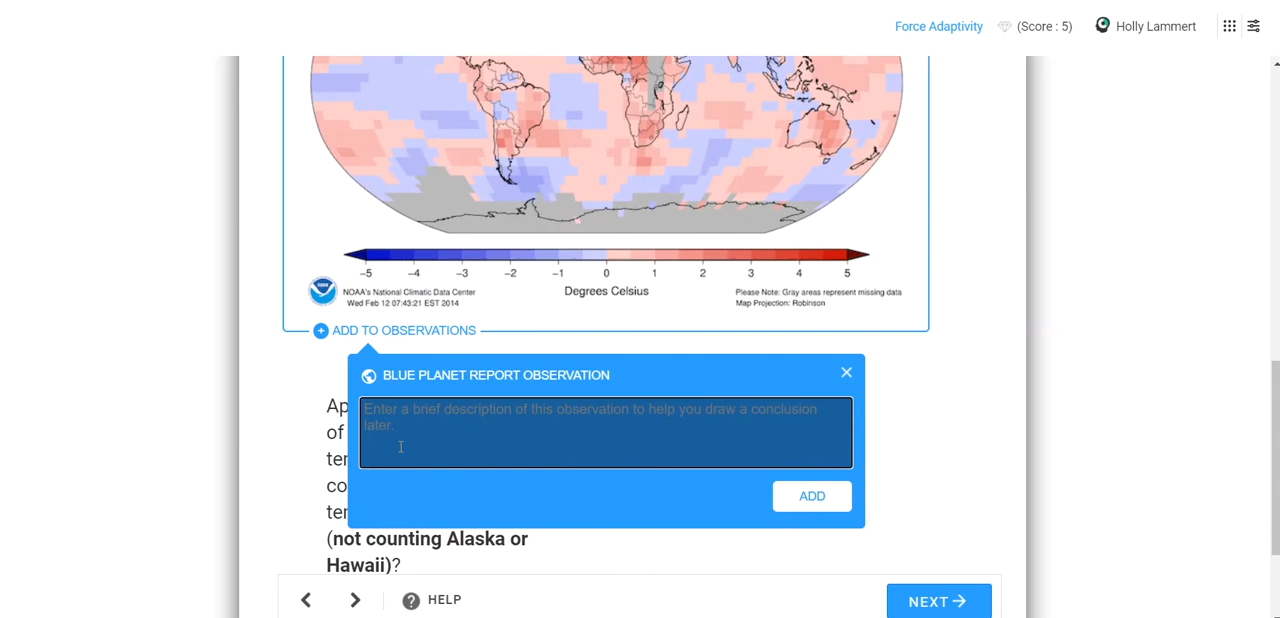 Force Adaptivity (Score : 5) Holly Lammert
-5 -4 -3 -2 -1 0 1 2 3 4 5
Degrees Celsius
NOAA's National Climatic Data Center
Wed Feb 12 07:43:21 EST 2014
Please Note: Gray areas represent missing data
Map Projection: Robinson
ADD TO OBSERVATIONS
BLUE PLANET REPORT OBSERVATION
Enter a brief description of this observation to help you draw a conclusion
later.
ADD
Ap
of
ter
co
ter
(not counting Alaska or
Hawaii)?
HELP
NEXT